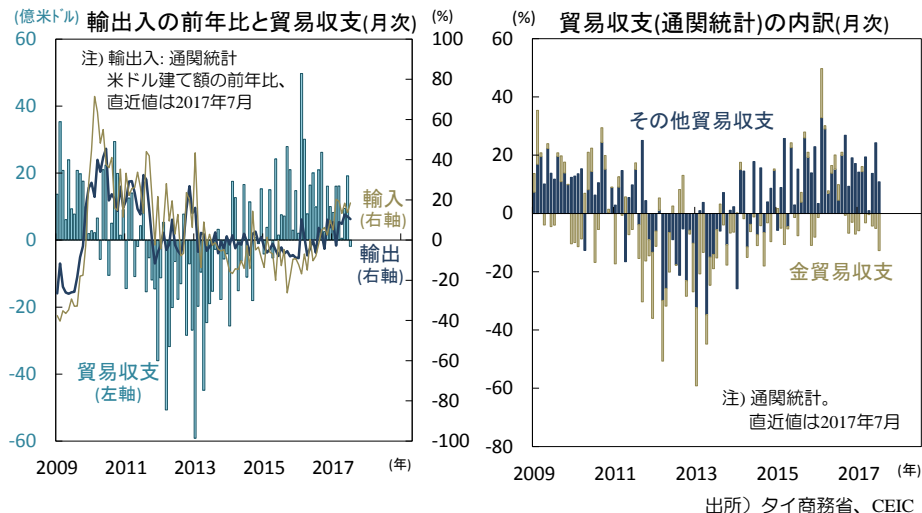 輸出入の前年比と貿易収支(月次)
(億米ドル)
(%)
60
40
20
0
-20
-40
-60
100
80
60
40
20
0
-20
-40
-60
-80
-100
注) 輸出入: 通関統計
米ドル建て額の前年比、
直近値は2017年7月
輸入
(右軸)
輸出
(右軸)
貿易収支
(左軸)
2009 2011 2013 2015 2017 (年)
貿易収支(通関統計)の内訳(月次)
(%)
60
40
20
0
-20
-40
-60
-80
その他貿易収支
金貿易収支
注) 通関統計。
直近値は2017年7月
2009 2011 2013 2015 2017 (年)
出所）タイ商務省、CEIC